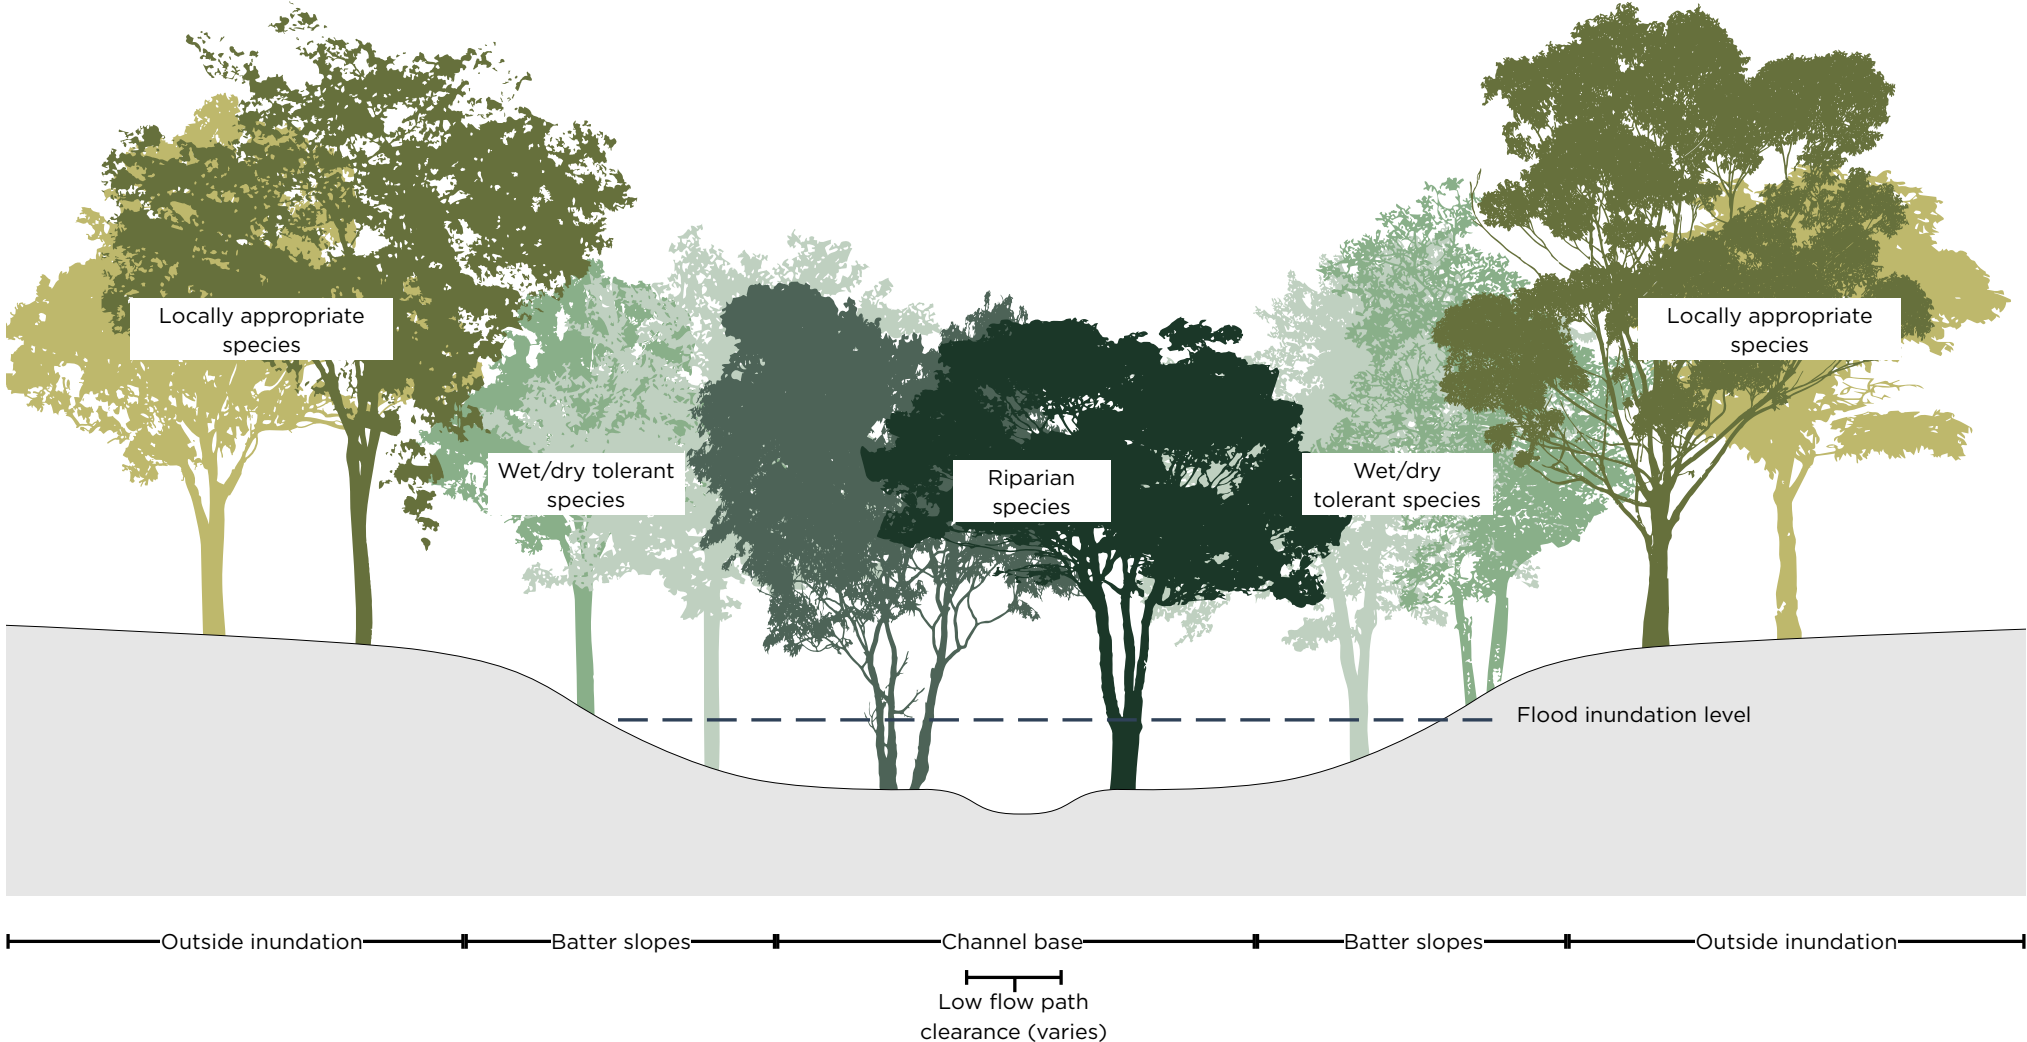 Locally appropriate
species
Locally appropriate
species
Wet/dry tolerant
species
Riparian
species
Wet/dry
tolerant species
Flood inundation level
Outside inundation
Batter slopes
Channel base
Batter slopes
Outside inundation
Low flow path
clearance (varies)